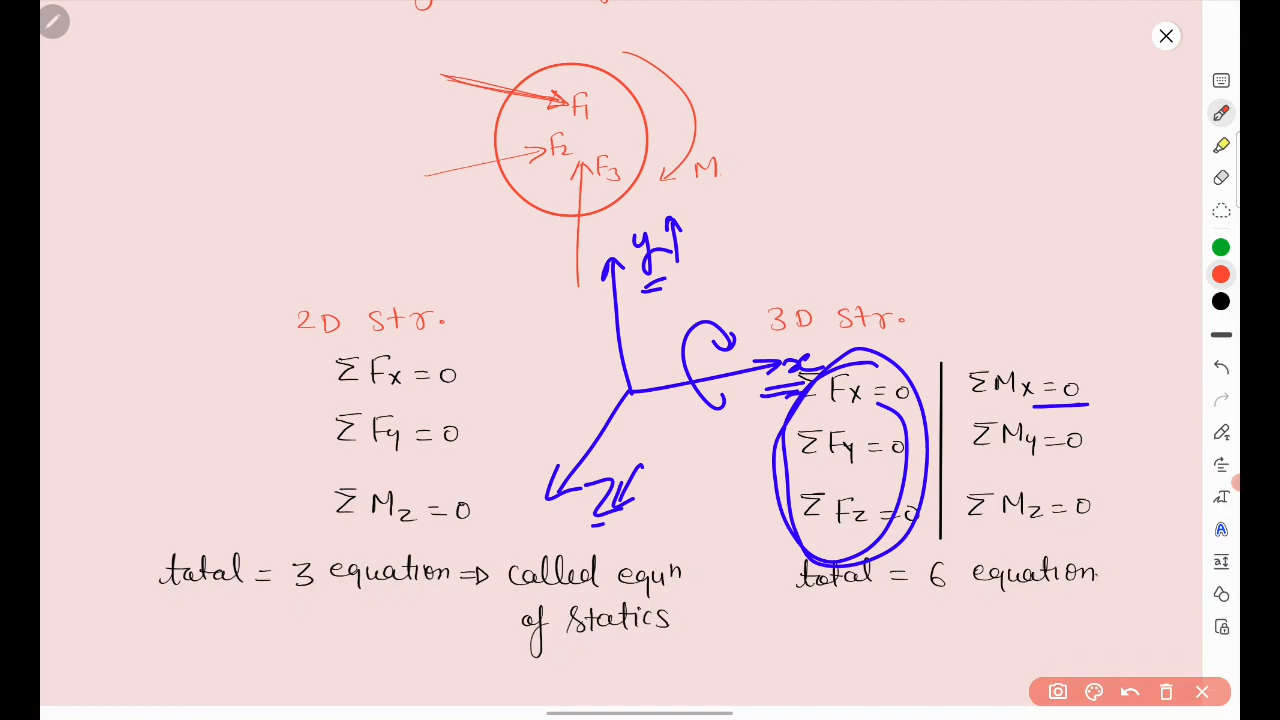 F1
F2
F3
M
y
x
Z
2D str.
ΣFx = 0
ΣFy = 0
ΣMz = 0
total = 3 equation ⇒ called equn
of statics
3D str.
ΣFx = 0
ΣFy = 0
ΣFz = 0
ΣMx = 0
ΣMy = 0
ΣMz = 0
total = 6 equation